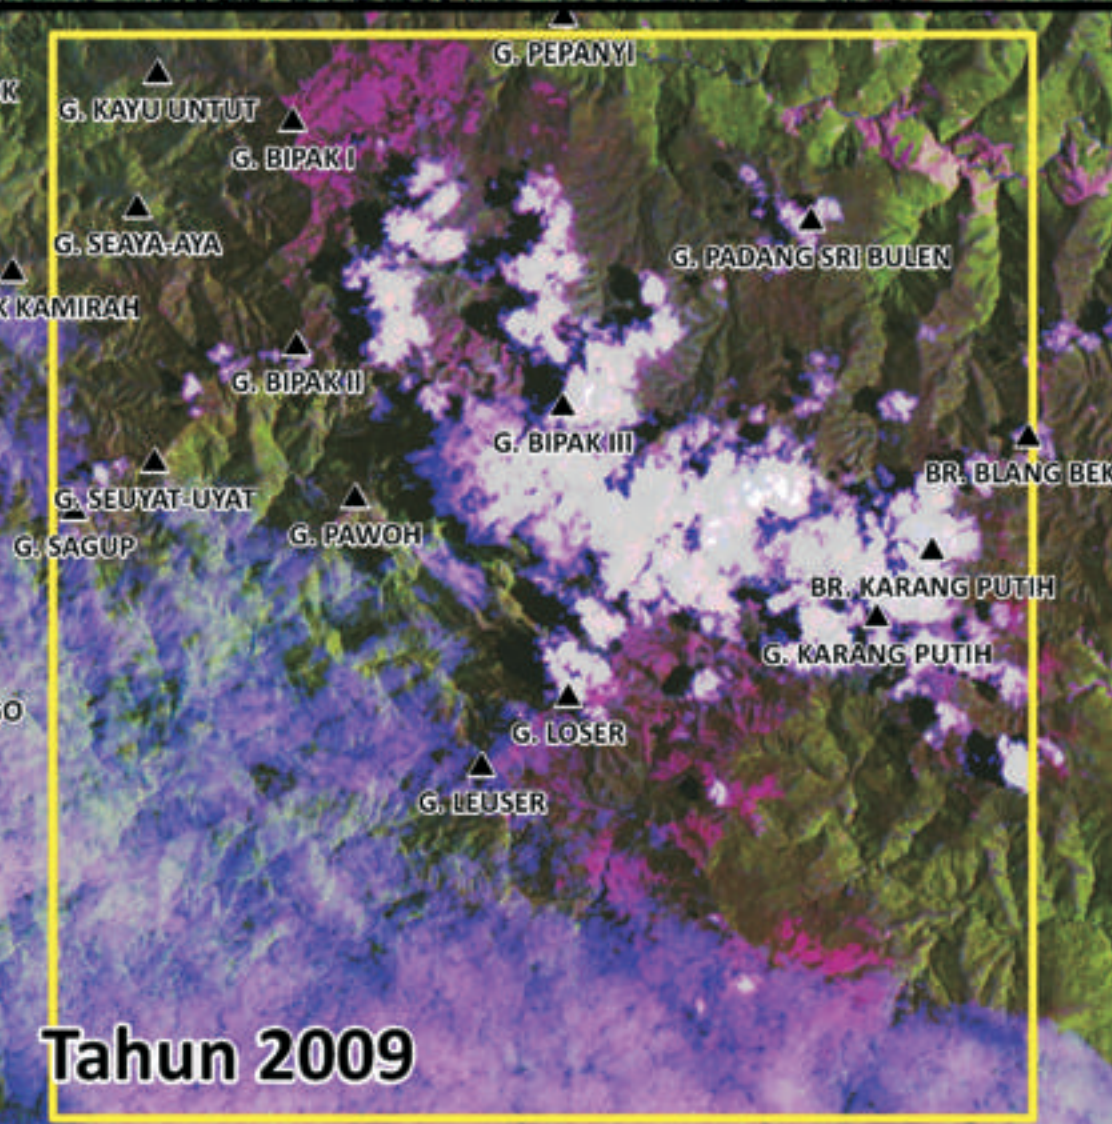 G. PEPANYI
K
G. KAYU UNTUT
G. BIPAK I
G. SEAYA-AYA
G. PADANG SRI BULEN
K KAMIRAH
G. BIPAK II
G. BIPAK III
BR. BLANG BEK
G. SEUYAT-UYAT
G. PAWOH
G. SAGUP
BR. KARANG PUTIH
G. KARANG PUTIH
GO
G. LOSER
G. LEUSER
Tahun 2009